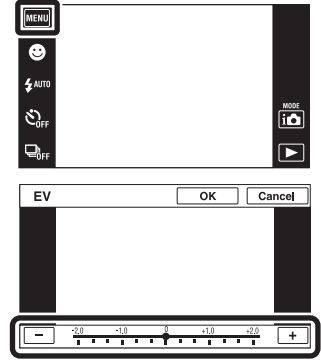 MENU
AUTO
OFF
OFF
MODE
i
EV
OK Cancel
− -2.0 -1.0 0 +1.0 +2.0 +